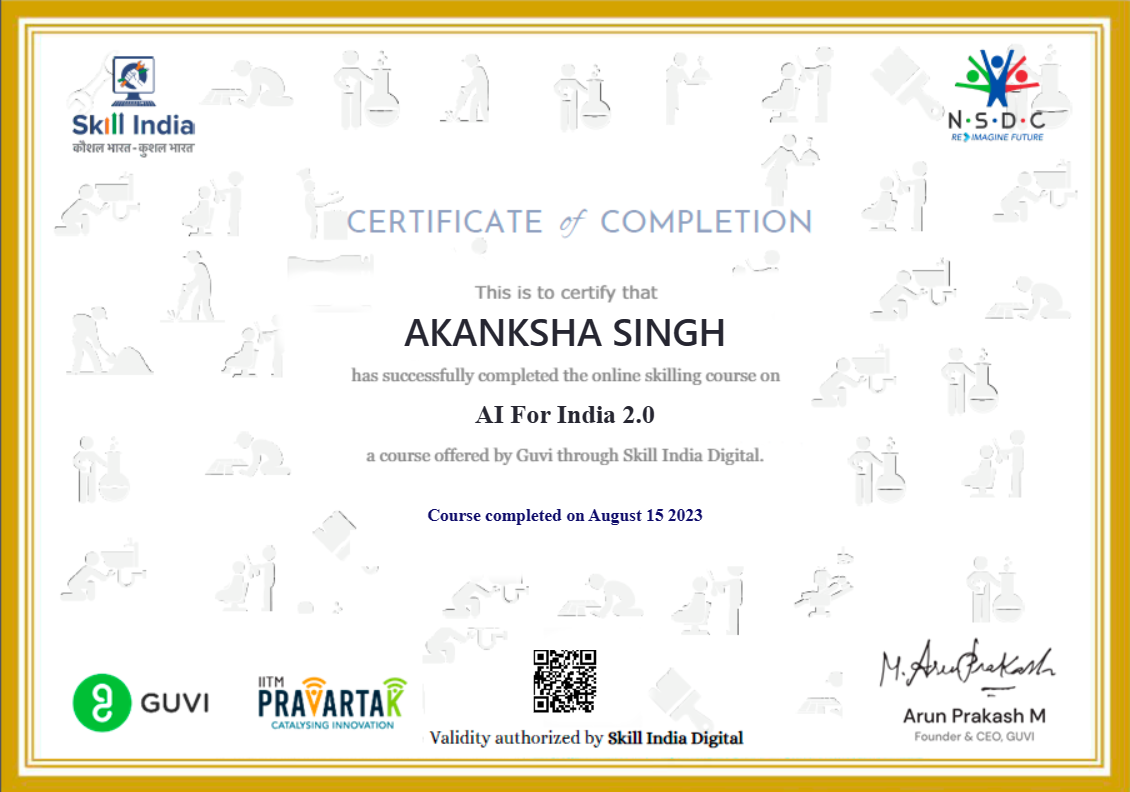 Skill India
कौशल भारत - कुशल भारत
N·S·D·C
RE IMAGINE FUTURE
CERTIFICATE of COMPLETION
This is to certify that
AKANKSHA SINGH
has successfully completed the online skilling course on
AI For India 2.0
a course offered by Guvi through Skill India Digital.
Course completed on August 15 2023
GUVI
IITM
PRAVARTAK
CATALYSING INNOVATION
Validity authorized by Skill India Digital
M. Arun Prakash
Arun Prakash M
Founder & CEO, GUVI